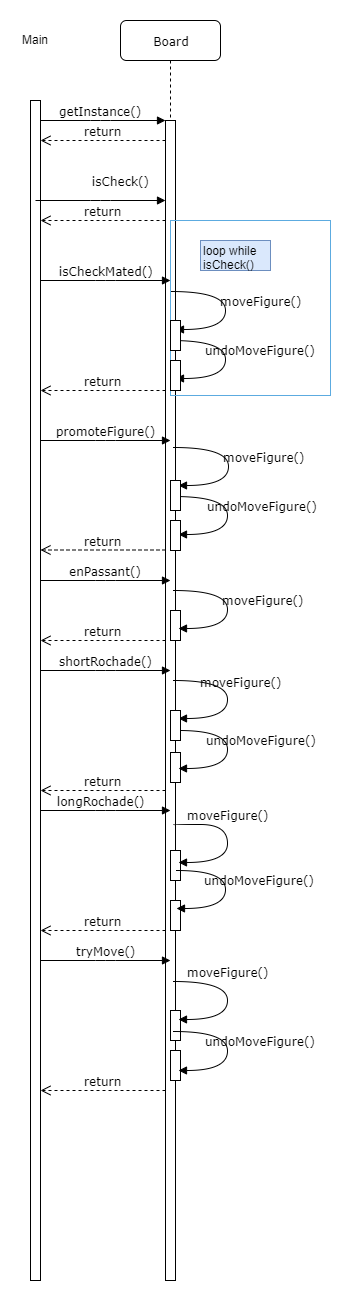 Main
Board
getInstance()
return
isCheck()
return
loop while
isCheck()
isCheckMated()
moveFigure()
undoMoveFigure()
return
promoteFigure()
moveFigure()
undoMoveFigure()
return
enPassant()
moveFigure()
return
shortRochade()
moveFigure()
undoMoveFigure()
return
longRochade()
moveFigure()
undoMoveFigure()
return
tryMove()
moveFigure()
undoMoveFigure()
return